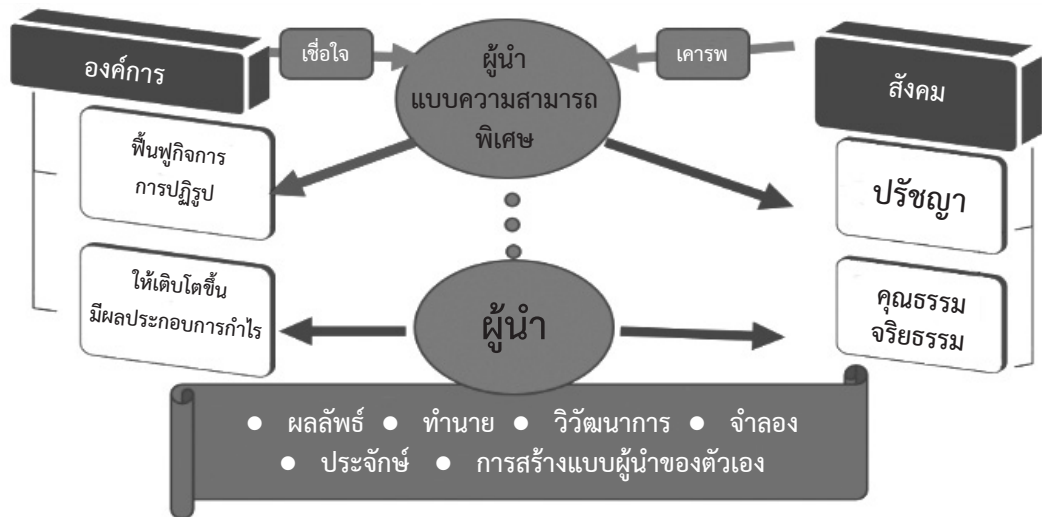 องค์การ
เชื่อใจ
ผู้นำ
แบบความสามารถ
พิเศษ
เคารพ
สังคม
ฟื้นฟูกิจการ
การปฏิรูป
ปรัชญา
ให้เติบโตขึ้น
มีผลประกอบการกำไร
ผู้นำ
คุณธรรม
จริยธรรม
● ผลลัพธ์ ● ทำนาย ● วิวัฒนาการ ● จำลอง
● ประจักษ์ ● การสร้างแบบผู้นำของตัวเอง